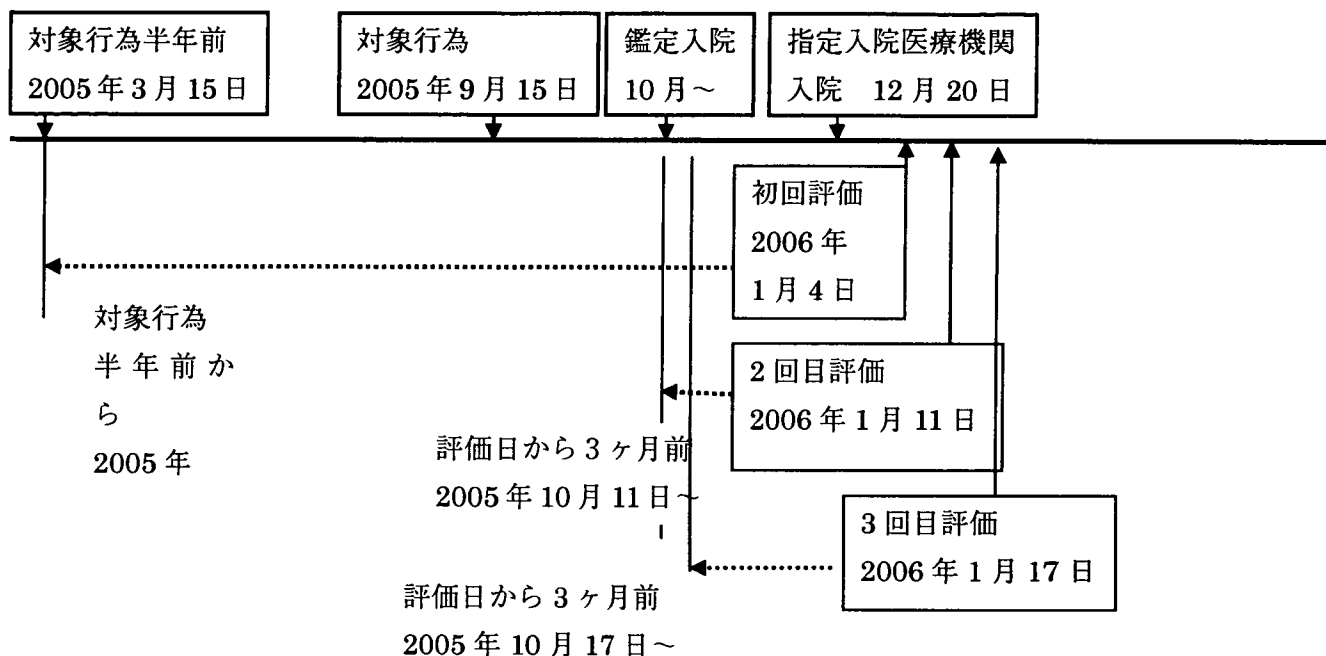 対象行為半年前
2005年3月15日
対象行為
2005年9月15日
鑑定入院
10月～
指定入院医療機関
入院 12月20日
初回評価
2006年
1月4日
対象行為
半年前か
ら
2005年
2回目評価
2006年1月11日
評価日から3ヶ月前
2005年10月11日～
3回目評価
2006年1月17日
評価日から3ヶ月前
2005年10月17日～